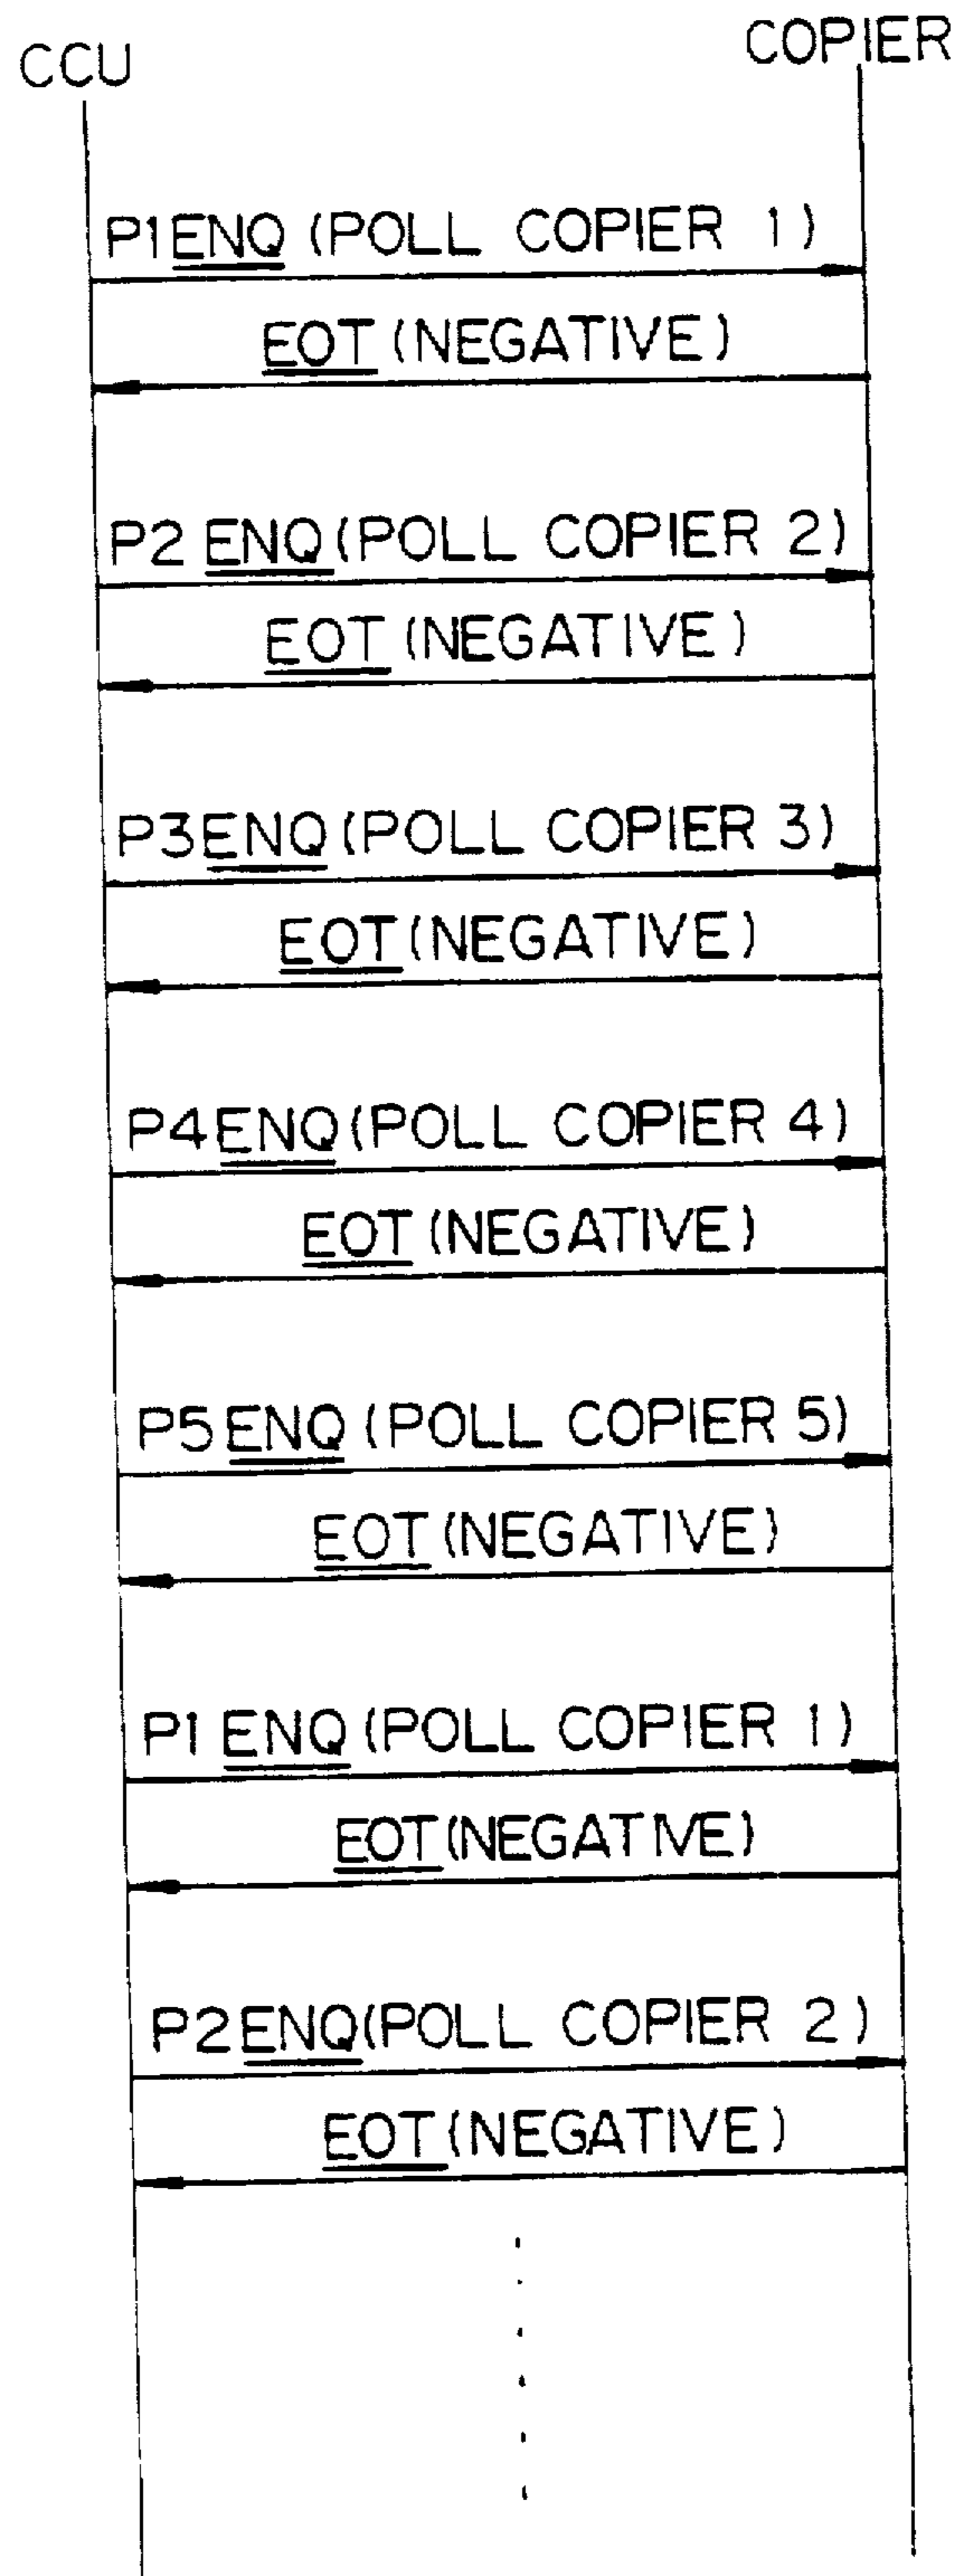 CCU COPIER
P1 ENQ (POLL COPIER 1)
EOT (NEGATIVE)
P2 ENQ (POLL COPIER 2)
EOT (NEGATIVE)
P3 ENQ (POLL COPIER 3)
EOT (NEGATIVE)
P4 ENQ (POLL COPIER 4)
EOT (NEGATIVE)
P5 ENQ (POLL COPIER 5)
EOT (NEGATIVE)
P1 ENQ (POLL COPIER 1)
EOT (NEGATIVE)
P2 ENQ (POLL COPIER 2)
EOT (NEGATIVE)